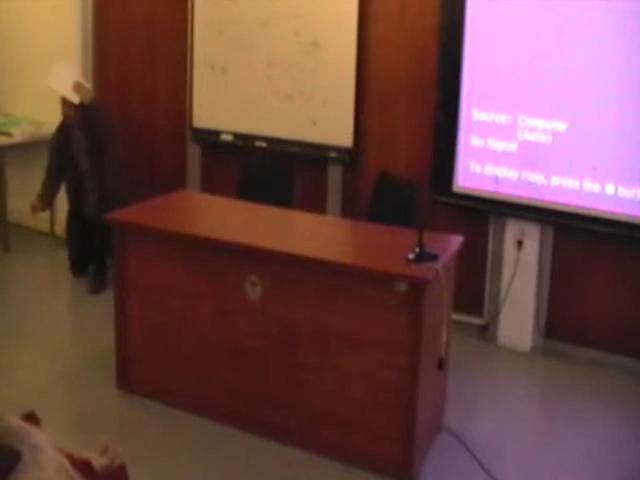 Source: Computer
(Auto)
No Signal
To display Help, press the